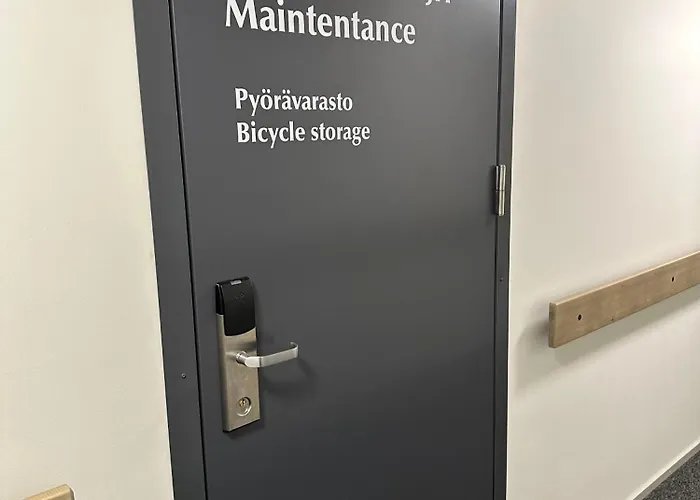 Maintentance
Pyörävarasto
Bicycle storage